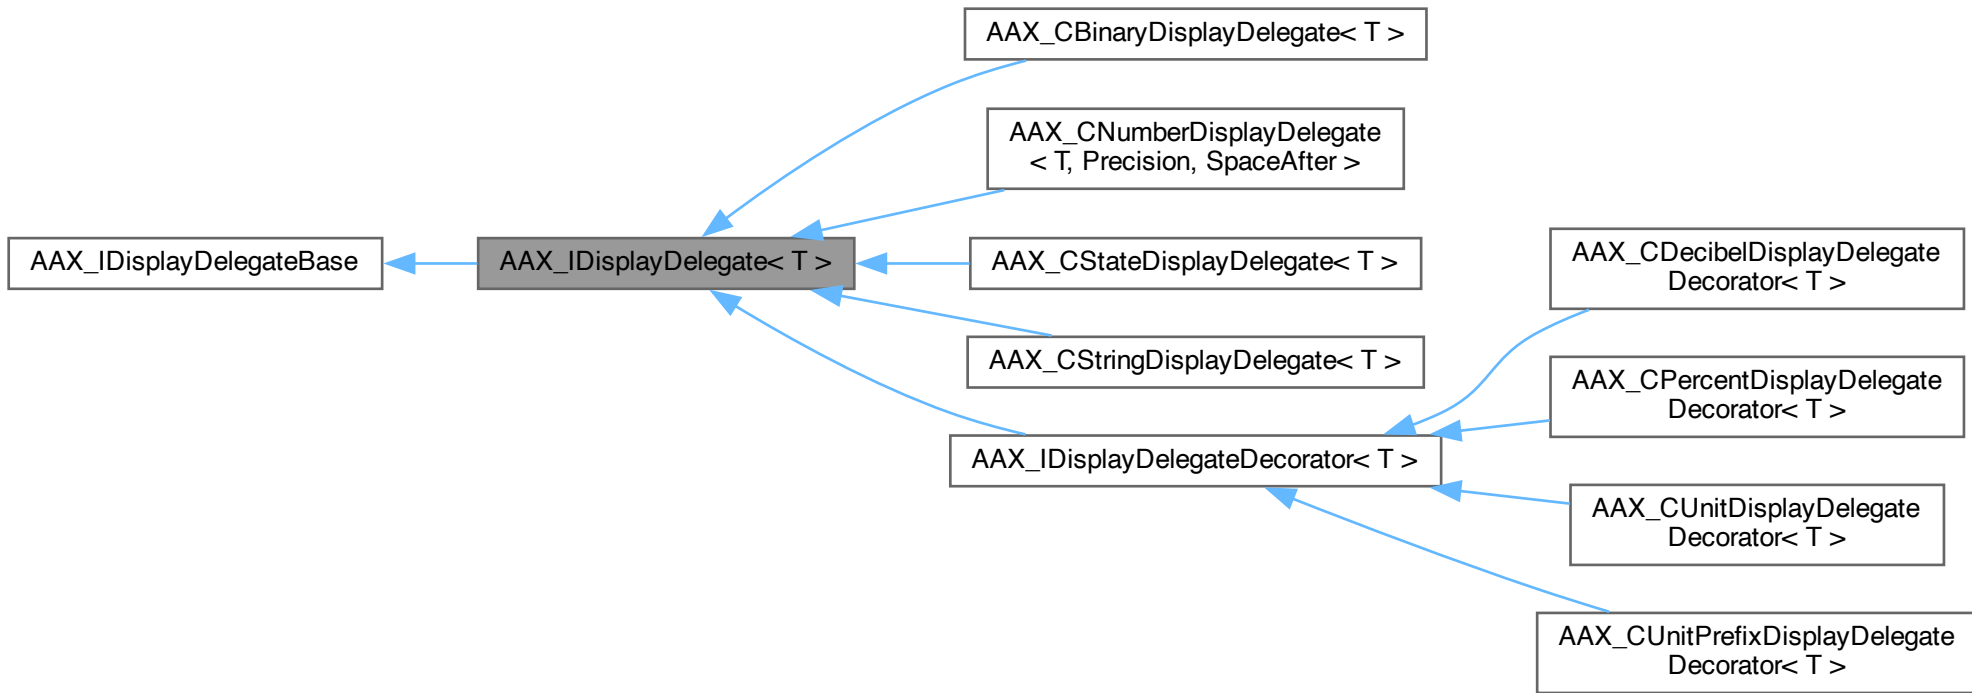 AAX_IDisplayDelegateBase
AAX_IDisplayDelegate< T >
AAX_CBinaryDisplayDelegate< T >
AAX_CNumberDisplayDelegate
< T, Precision, SpaceAfter >
AAX_CStateDisplayDelegate< T >
AAX_CStringDisplayDelegate< T >
AAX_IDisplayDelegateDecorator< T >
AAX_CDecibelDisplayDelegate
Decorator< T >
AAX_CPercentDisplayDelegate
Decorator< T >
AAX_CUnitDisplayDelegate
Decorator< T >
AAX_CUnitPrefixDisplayDelegate
Decorator< T >